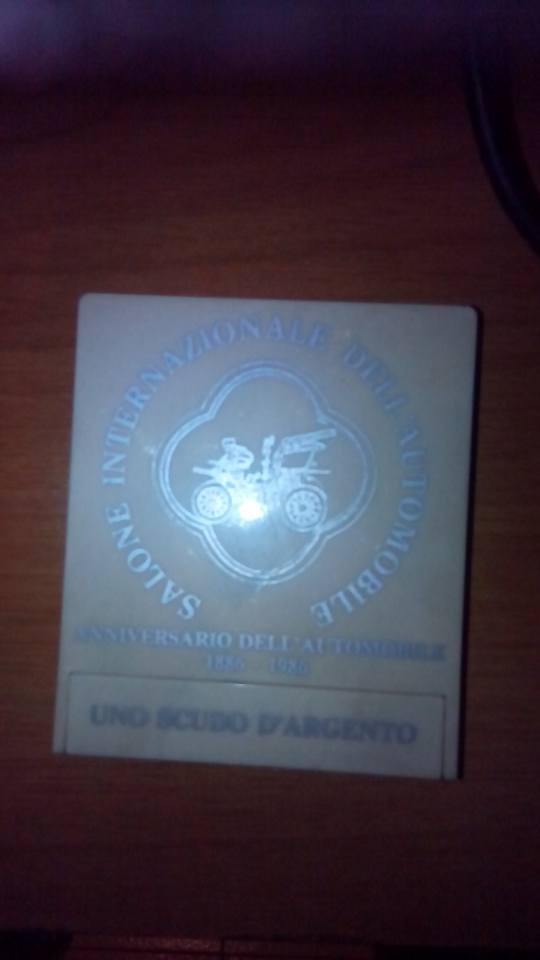 SALONE INTERNAZIONALE DELL'AUTOMOBILE
ANNIVERSARIO DELL'AUTOMOBILE
1886 - 1986
UNO SCUDO D'ARGENTO